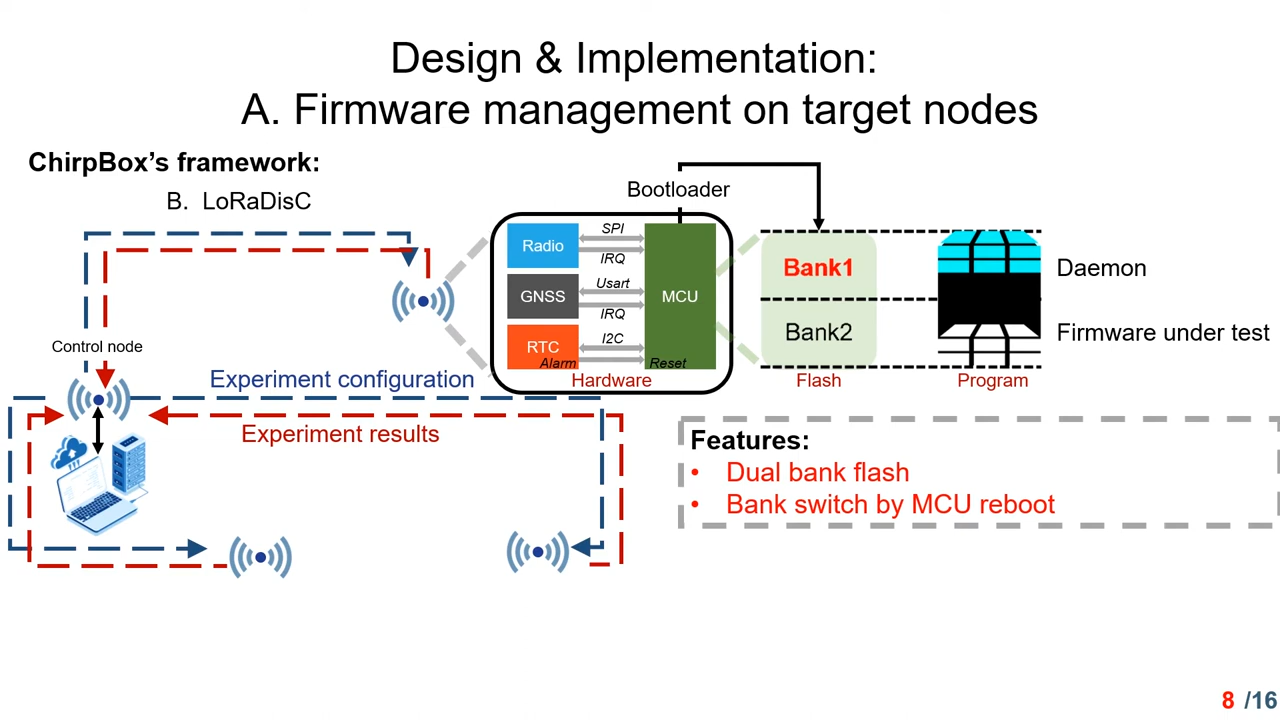 Design & Implementation:
A. Firmware management on target nodes
ChirpBox's framework:
B. LoRaDisC
Bootloader
Radio
SPI
IRQ
GNSS
Usart
IRQ
MCU
RTC
I2C
Alarm
Reset
Hardware
Bank1
Bank2
Flash
Daemon
Firmware under test
Program
Control node
Experiment configuration
Experiment results
Features:
• Dual bank flash
• Bank switch by MCU reboot
8 /16